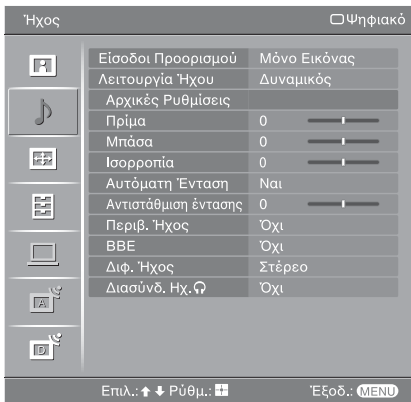 Ήχος Ψηφιακό
Είσοδοι Προορισμού Μόνο Εικόνας
Λειτουργία Ήχου Δυναμικός
Αρχικές Ρυθμίσεις
Πρίμα 0
Μπάσα 0
Ισορροπία 0
Αυτόματη Ένταση Ναι
Αντιστάθμιση έντασης 0
Περιβ. Ήχος Όχι
BBE Όχι
Διφ. Ήχος Στέρεο
Διασύνδ. Ηχ. Όχι
A
D
Επιλ.: Ρύθμ.: Έξοδ.: MENU